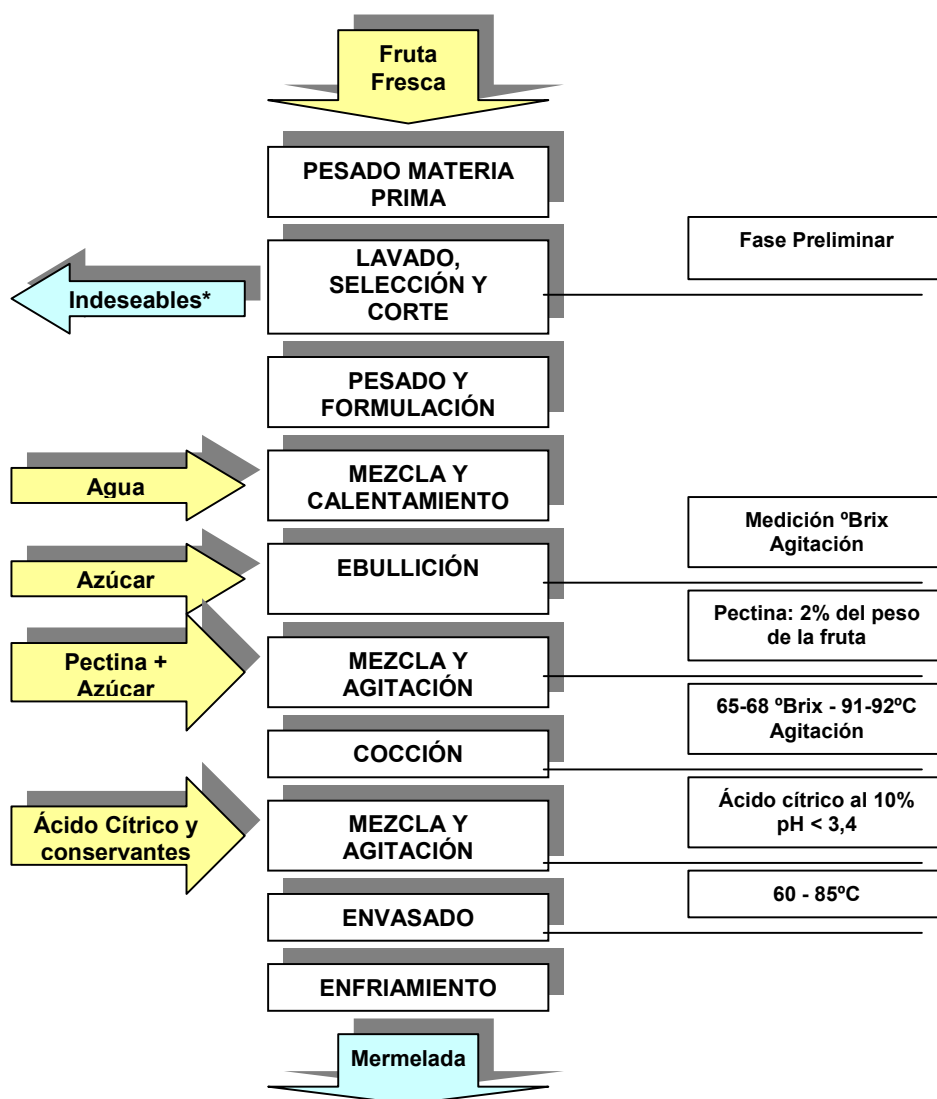 Fruta
Fresca
PESADO MATERIA
PRIMA
Fase Preliminar
LAVADO,
SELECCIÓN Y
CORTE
Indeseables*
PESADO Y
FORMULACIÓN
Agua
MEZCLA Y
CALENTAMIENTO
Medición ºBrix
Agitación
Azúcar
EBULLICIÓN
Pectina: 2% del peso
de la fruta
Pectina +
Azúcar
MEZCLA Y
AGITACIÓN
65-68 ºBrix - 91-92ºC
Agitación
COCCIÓN
Ácido cítrico al 10%
pH < 3,4
Ácido Cítrico y
conservantes
MEZCLA Y
AGITACIÓN
60 - 85ºC
ENVASADO
ENFRIAMIENTO
Mermelada